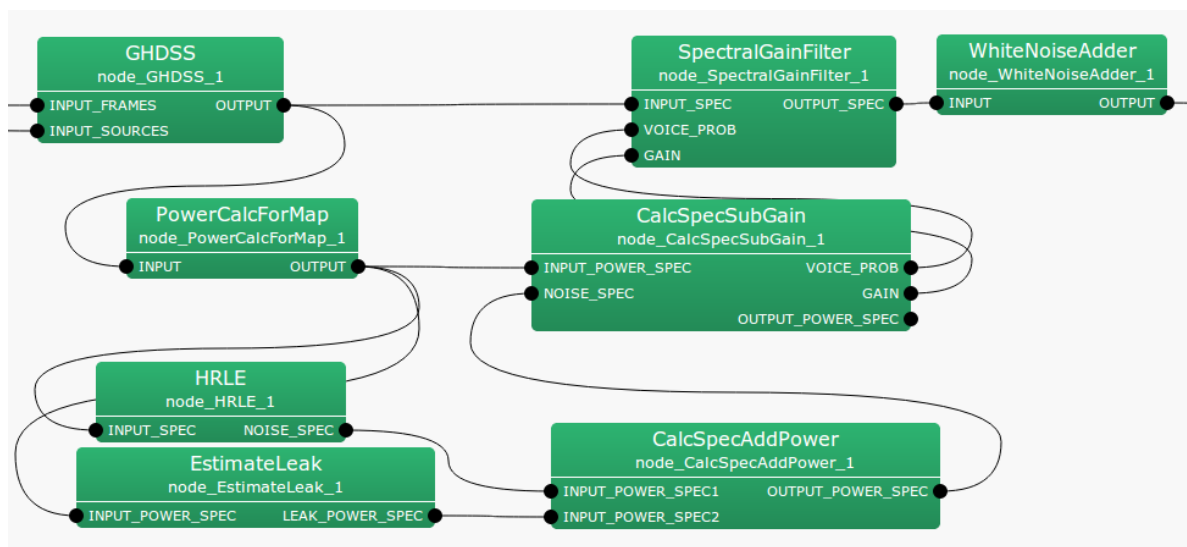 GHDSS
node_GHDSS_1
INPUT_FRAMES OUTPUT
INPUT_SOURCES
SpectralGainFilter
node_SpectralGainFilter_1
INPUT_SPEC OUTPUT_SPEC
VOICE_PROB
GAIN
WhiteNoiseAdder
node_WhiteNoiseAdder_1
INPUT OUTPUT
PowerCalcForMap
node_PowerCalcForMap_1
INPUT OUTPUT
CalcSpecSubGain
node_CalcSpecSubGain_1
INPUT_POWER_SPEC VOICE_PROB
NOISE_SPEC GAIN
OUTPUT_POWER_SPEC
HRLE
node_HRLE_1
INPUT_SPEC NOISE_SPEC
EstimateLeak
node_EstimateLeak_1
INPUT_POWER_SPEC LEAK_POWER_SPEC
CalcSpecAddPower
node_CalcSpecAddPower_1
INPUT_POWER_SPEC1 OUTPUT_POWER_SPEC
INPUT_POWER_SPEC2